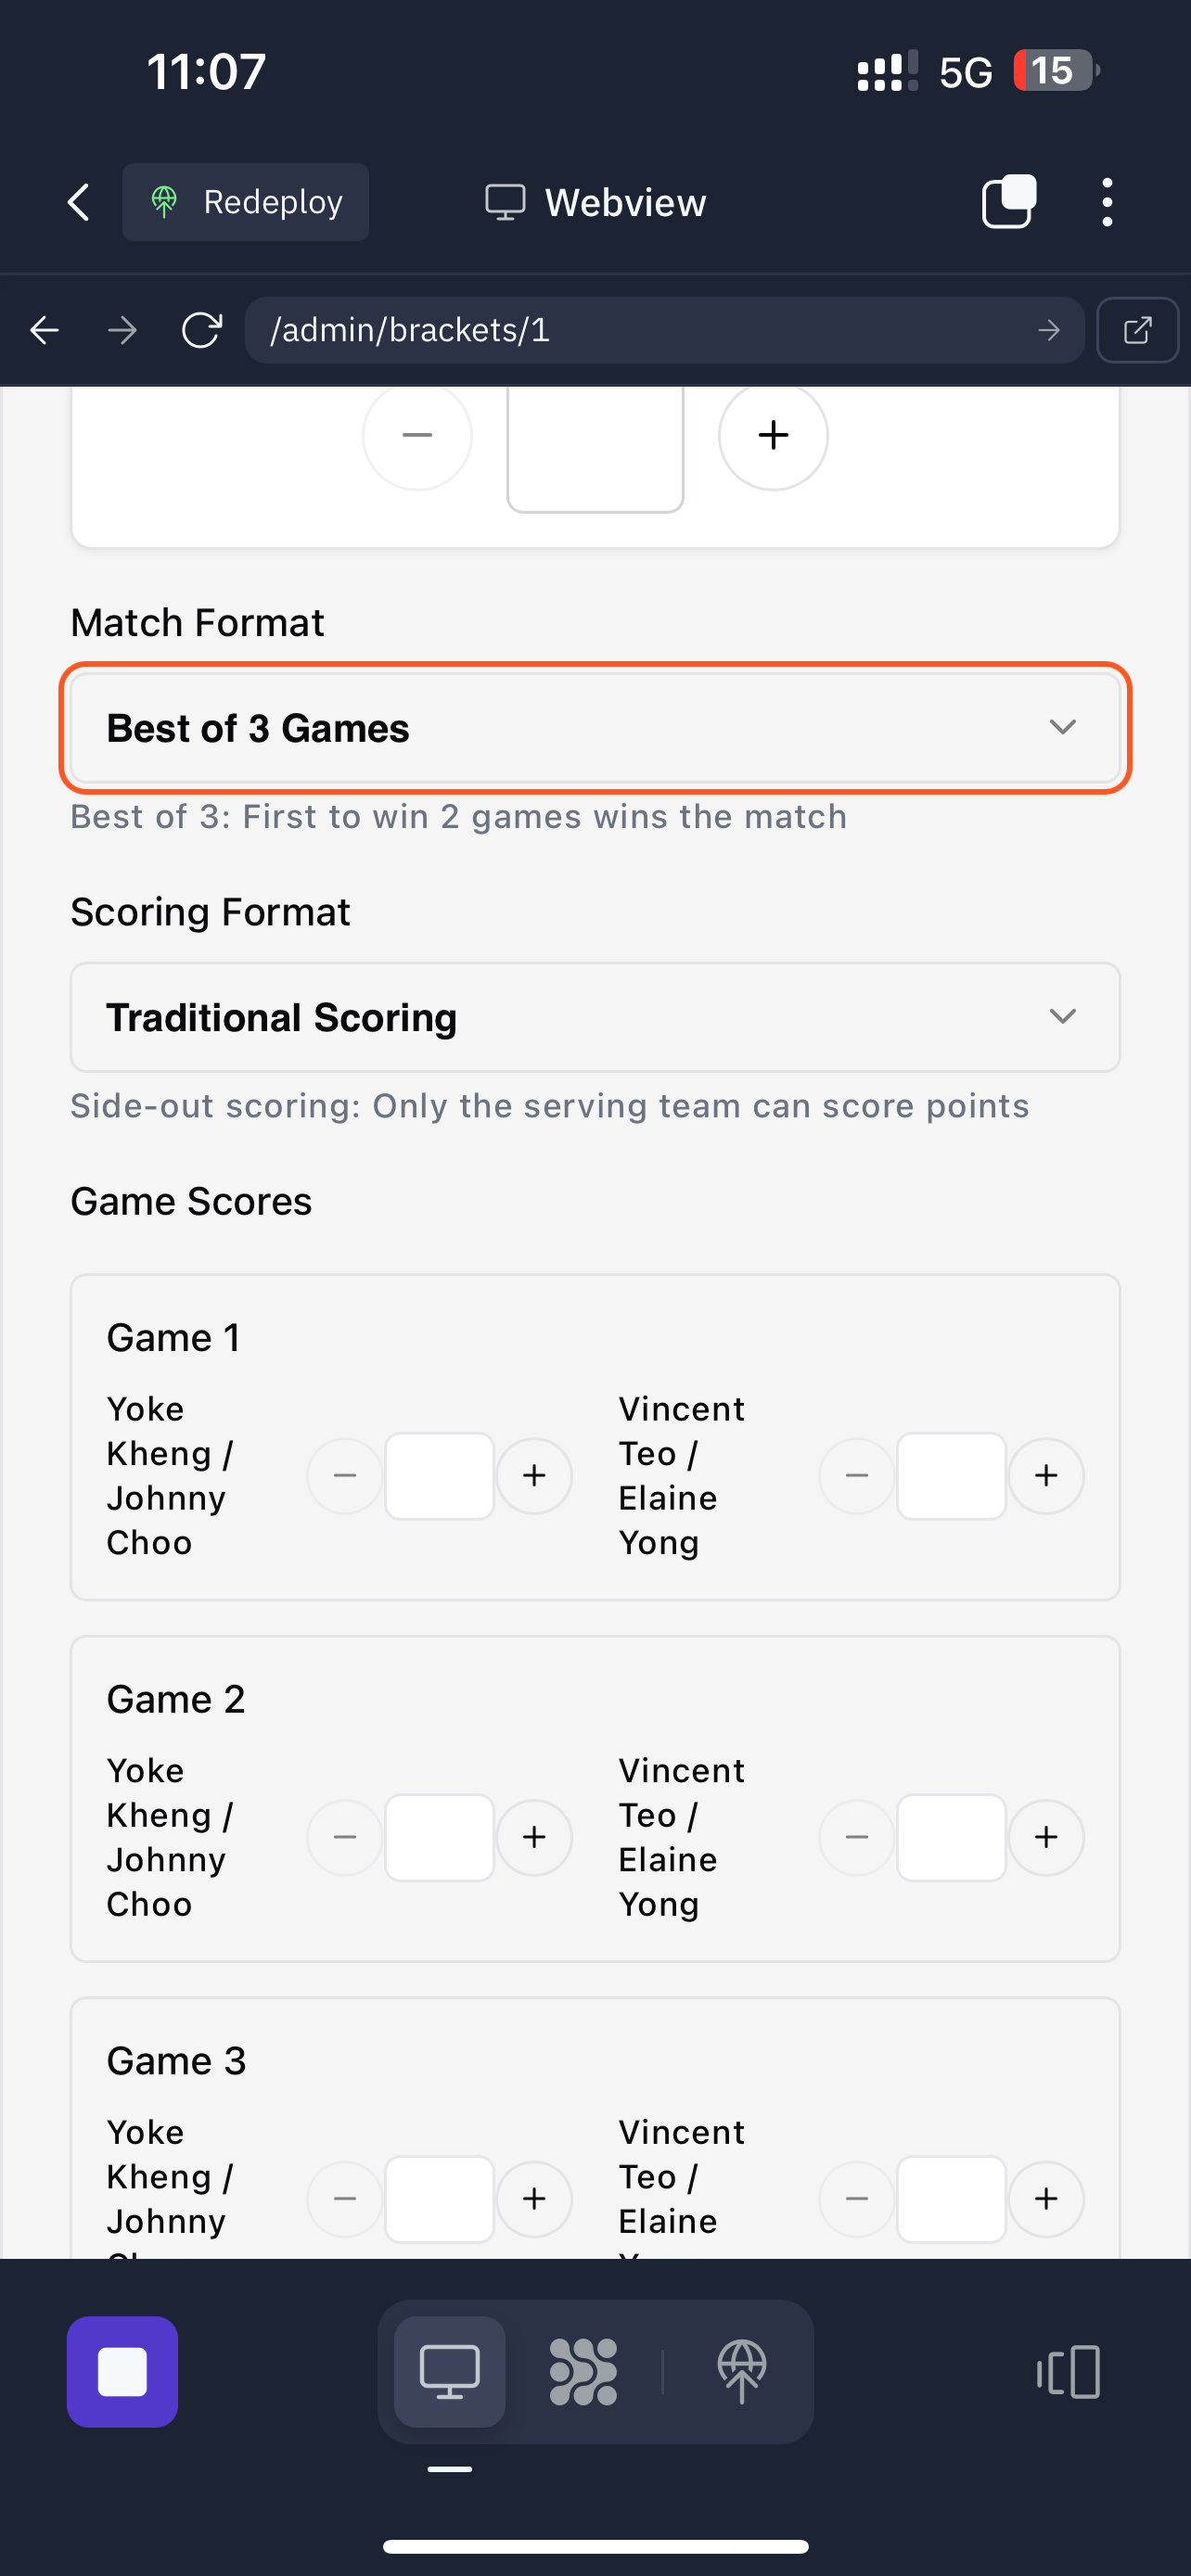 11:07
5G
15
Redeploy
Webview
/admin/brackets/1
Match Format
Best of 3 Games
Best of 3: First to win 2 games wins the match
Scoring Format
Traditional Scoring
Side-out scoring: Only the serving team can score points
Game Scores
Game 1
Yoke
Kheng /
Johnny
Choo
Vincent
Teo /
Elaine
Yong
Game 2
Yoke
Kheng /
Johnny
Choo
Vincent
Teo /
Elaine
Yong
Game 3
Yoke
Kheng /
Johnny
Vincent
Teo /
Elaine